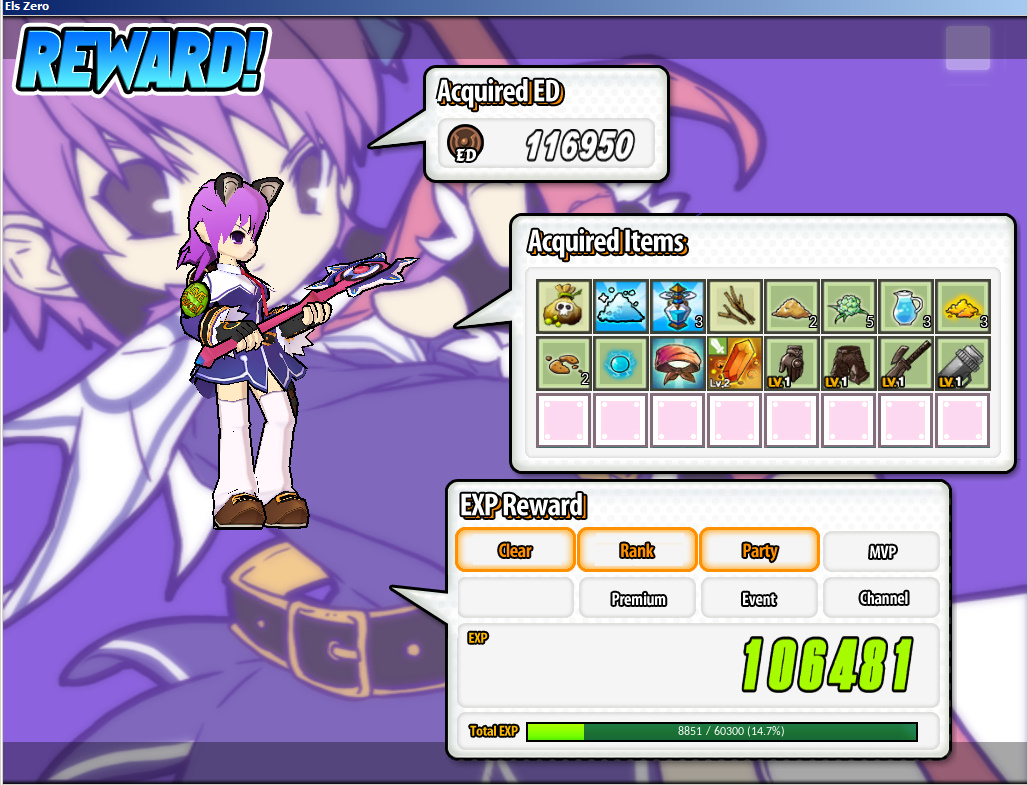 Els Zero
REWARD!
Acquired ED
ED 116950
Acquired Items
3 2 5 3 3
2 LV.2 LV.1 LV.1 LV.1 LV.1
EXP Reward
Clear Rank Party MVP
Premium Event Channel
EXP
106481
Total EXP 8851 / 60300 (14.7%)